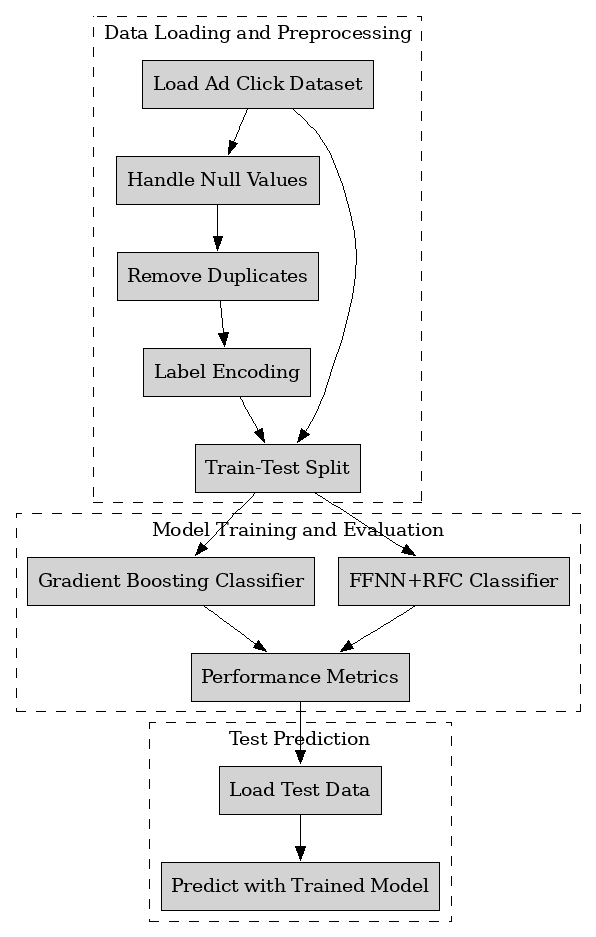 Data Loading and Preprocessing
Load Ad Click Dataset
Handle Null Values
Remove Duplicates
Label Encoding
Train-Test Split
Model Training and Evaluation
Gradient Boosting Classifier
FFNN+RFC Classifier
Performance Metrics
Test Prediction
Load Test Data
Predict with Trained Model